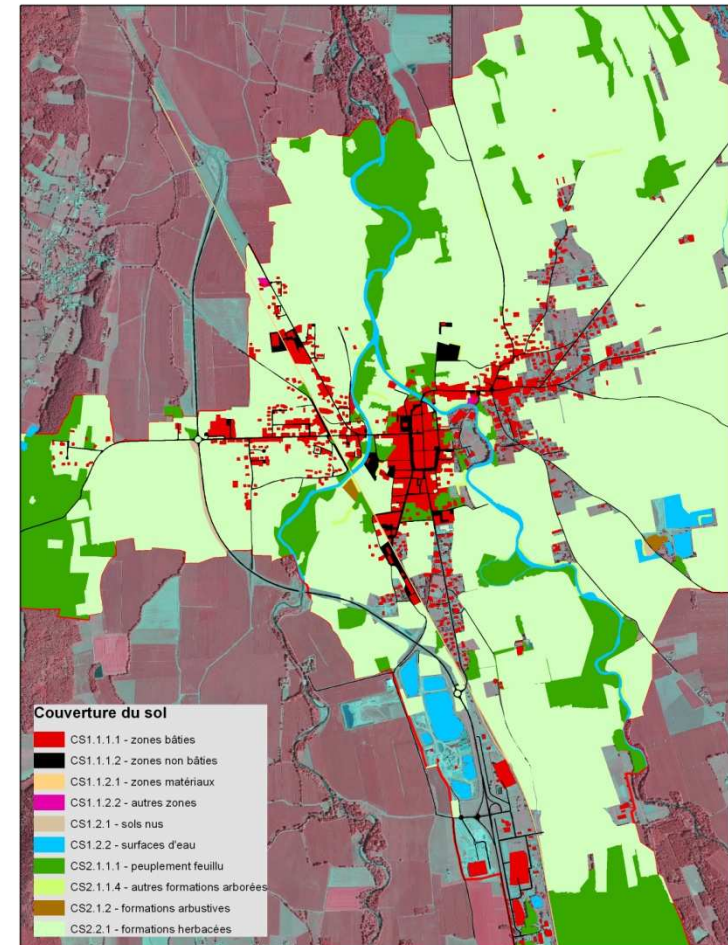 Couverture du sol
CS1.1.1.1 - zones bâties
CS1.1.1.2 - zones non bâties
CS1.1.2.1 - zones matériaux
CS1.1.2.2 - autres zones
CS1.2.1 - sols nus
CS1.2.2 - surfaces d'eau
CS2.1.1.1 - peuplement feuillu
CS2.1.1.4 - autres formations arborées
CS2.1.2 - formations arbustives
CS2.2.1 - formations herbacées